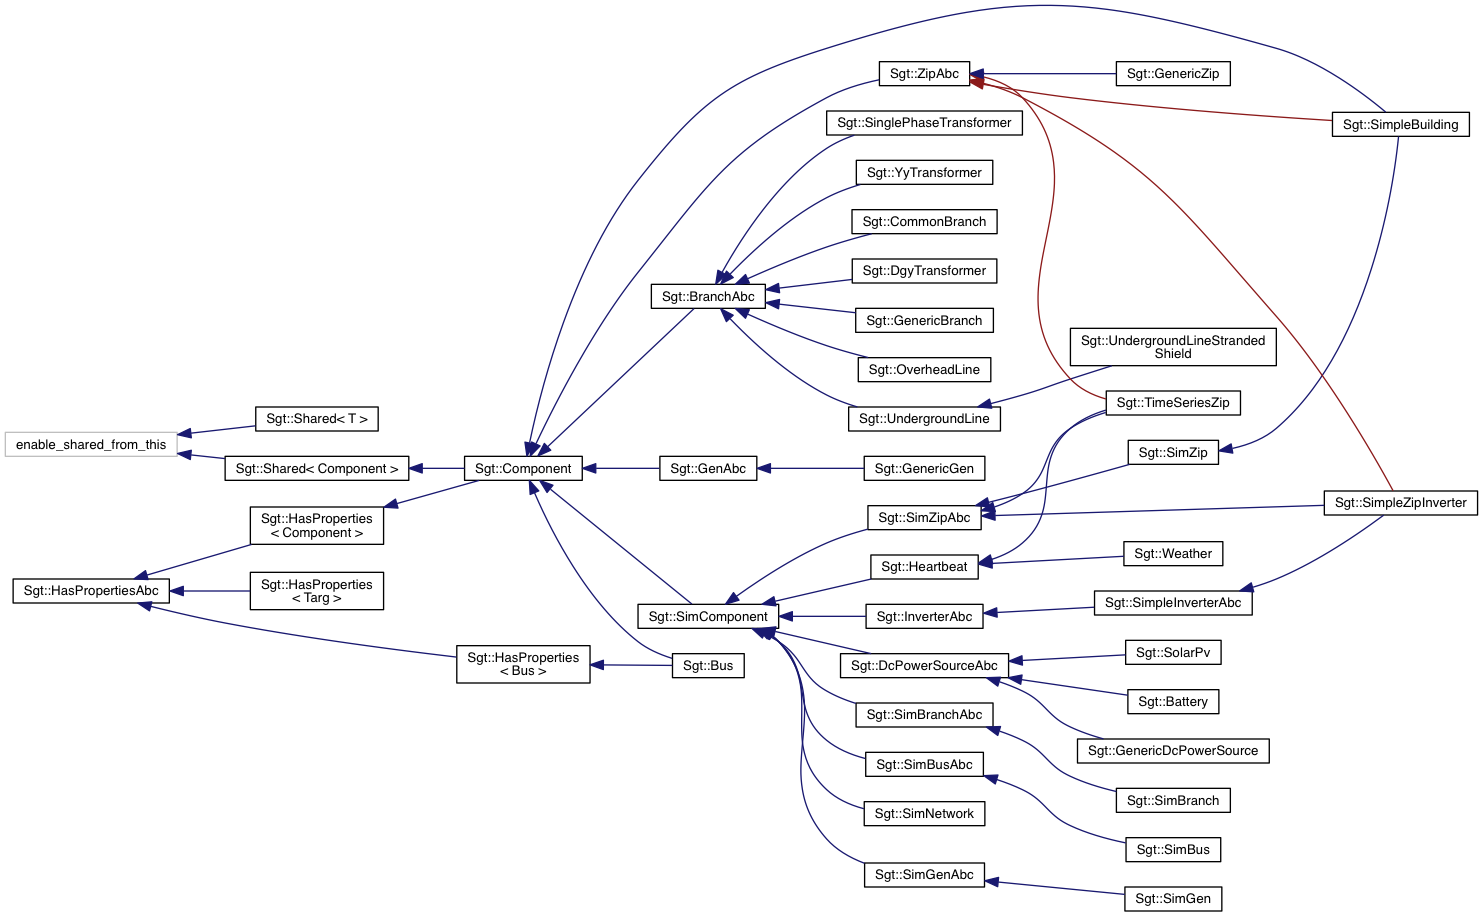 Sgt::ZipAbc
Sgt::GenericZip
Sgt::SinglePhaseTransformer
Sgt::SimpleBuilding
Sgt::YyTransformer
Sgt::CommonBranch
Sgt::DgyTransformer
Sgt::BranchAbc
Sgt::GenericBranch
Sgt::UndergroundLineStranded
Shield
Sgt::OverheadLine
Sgt::TimeSeriesZip
Sgt::Shared< T >
Sgt::UndergroundLine
enable_shared_from_this
Sgt::SimZip
Sgt::Shared< Component >
Sgt::Component
Sgt::GenAbc
Sgt::GenericGen
Sgt::SimpleZipInverter
Sgt::SimZipAbc
Sgt::HasProperties
< Component >
Sgt::Weather
Sgt::Heartbeat
Sgt::HasPropertiesAbc
Sgt::HasProperties
< Targ >
Sgt::SimpleInverterAbc
Sgt::SimComponent
Sgt::InverterAbc
Sgt::SolarPv
Sgt::HasProperties
< Bus >
Sgt::Bus
Sgt::DcPowerSourceAbc
Sgt::Battery
Sgt::SimBranchAbc
Sgt::GenericDcPowerSource
Sgt::SimBusAbc
Sgt::SimBranch
Sgt::SimNetwork
Sgt::SimBus
Sgt::SimGenAbc
Sgt::SimGen